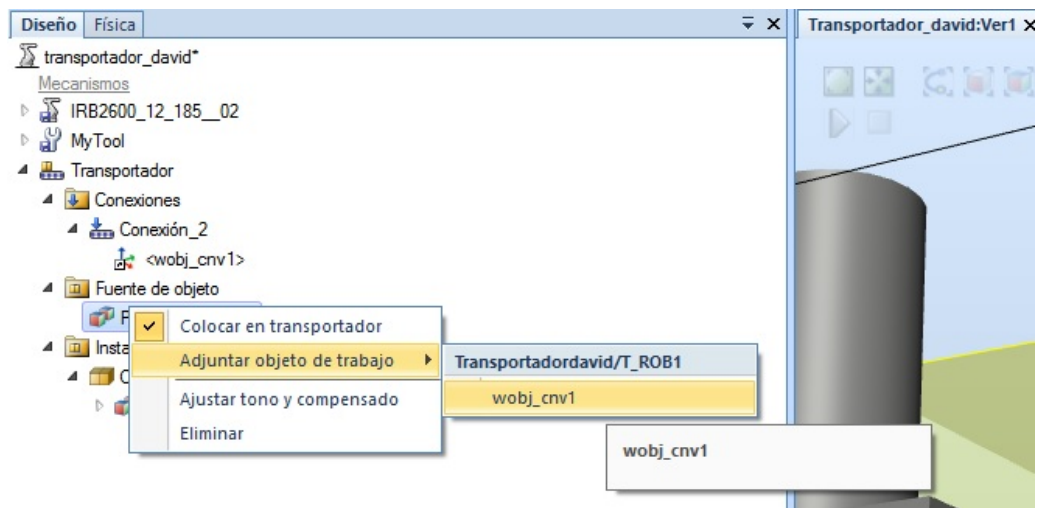 Diseño Física
Transportador_david:Ver1
transportador_david*
Mecanismos
IRB2600_12_185__02
MyTool
Transportador
Conexiones
Conexión_2
<wobj_cnv1>
Fuente de objeto
Colocar en transportador
Adjuntar objeto de trabajo
Transportadordavid/T_ROB1
wobj_cnv1
Ajustar tono y compensado
Eliminar
wobj_cnv1